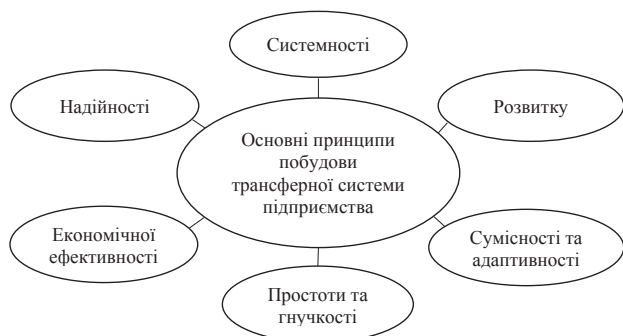 Системності
Надійності
Розвитку
Основні принципи
побудови
трансферної системи
підприємства
Економічної
ефективності
Сумісності та
адаптивності
Простоти та
гнучкості